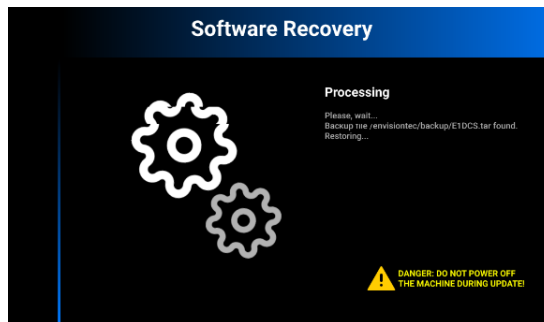 Software Recovery
Processing
Please, wait...
Backup file /envisiontec/backup/E1DCS.tar found.
Restoring...
DANGER: DO NOT POWER OFF
THE MACHINE DURING UPDATE!